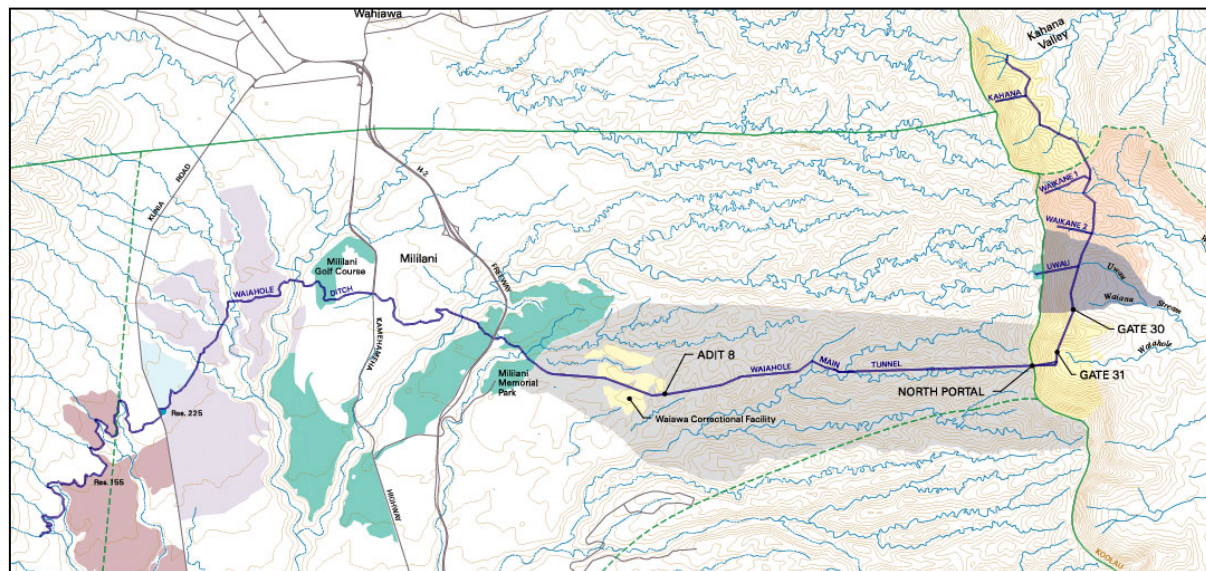 Wahiawa
Kahana
Valley
KAHANA
H-2
KUNIA ROAD
WAIKANE 1
WAIKANE 2
Mililani
Golf Course
Mililani
UWAU
Uwau
WAIAHOLE DITCH
FREEWAY
Waianu Stream
GATE 30
KAMEHAMEHA
Waiahole
ADIT 8
WAIAHOLE MAIN TUNNEL
GATE 31
NORTH PORTAL
Mililani
Memorial
Park
Res. 225
Waiawa Correctional Facility
Res. 155
HIGHWAY
KOOLAU